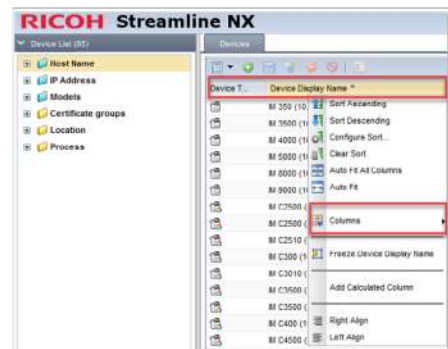 RICOH Streamline NX
Device List (85)
Host Name
IP Address
Models
Certificate groups
Location
Process
Devices
Device T... Device Display Name
IM 350 (10. Sort Ascending
IM 3500 (1 Sort Descending
IM 4000 (1 Configure Sort...
IM 5000 (1 Clear Sort
IM 8000 (1 Auto Fit All Columns
IM 9000 (1 Auto Fit
IM C2500 (
IM C2500 ( Columns
IM C2510 (
IM C300 (1 Freeze Device Display Name
IM C3010 (
IM C3500 ( Add Calculated Column
IM C3500 (
IM C400 (1 Right Align
IM C4500 ( Left Align